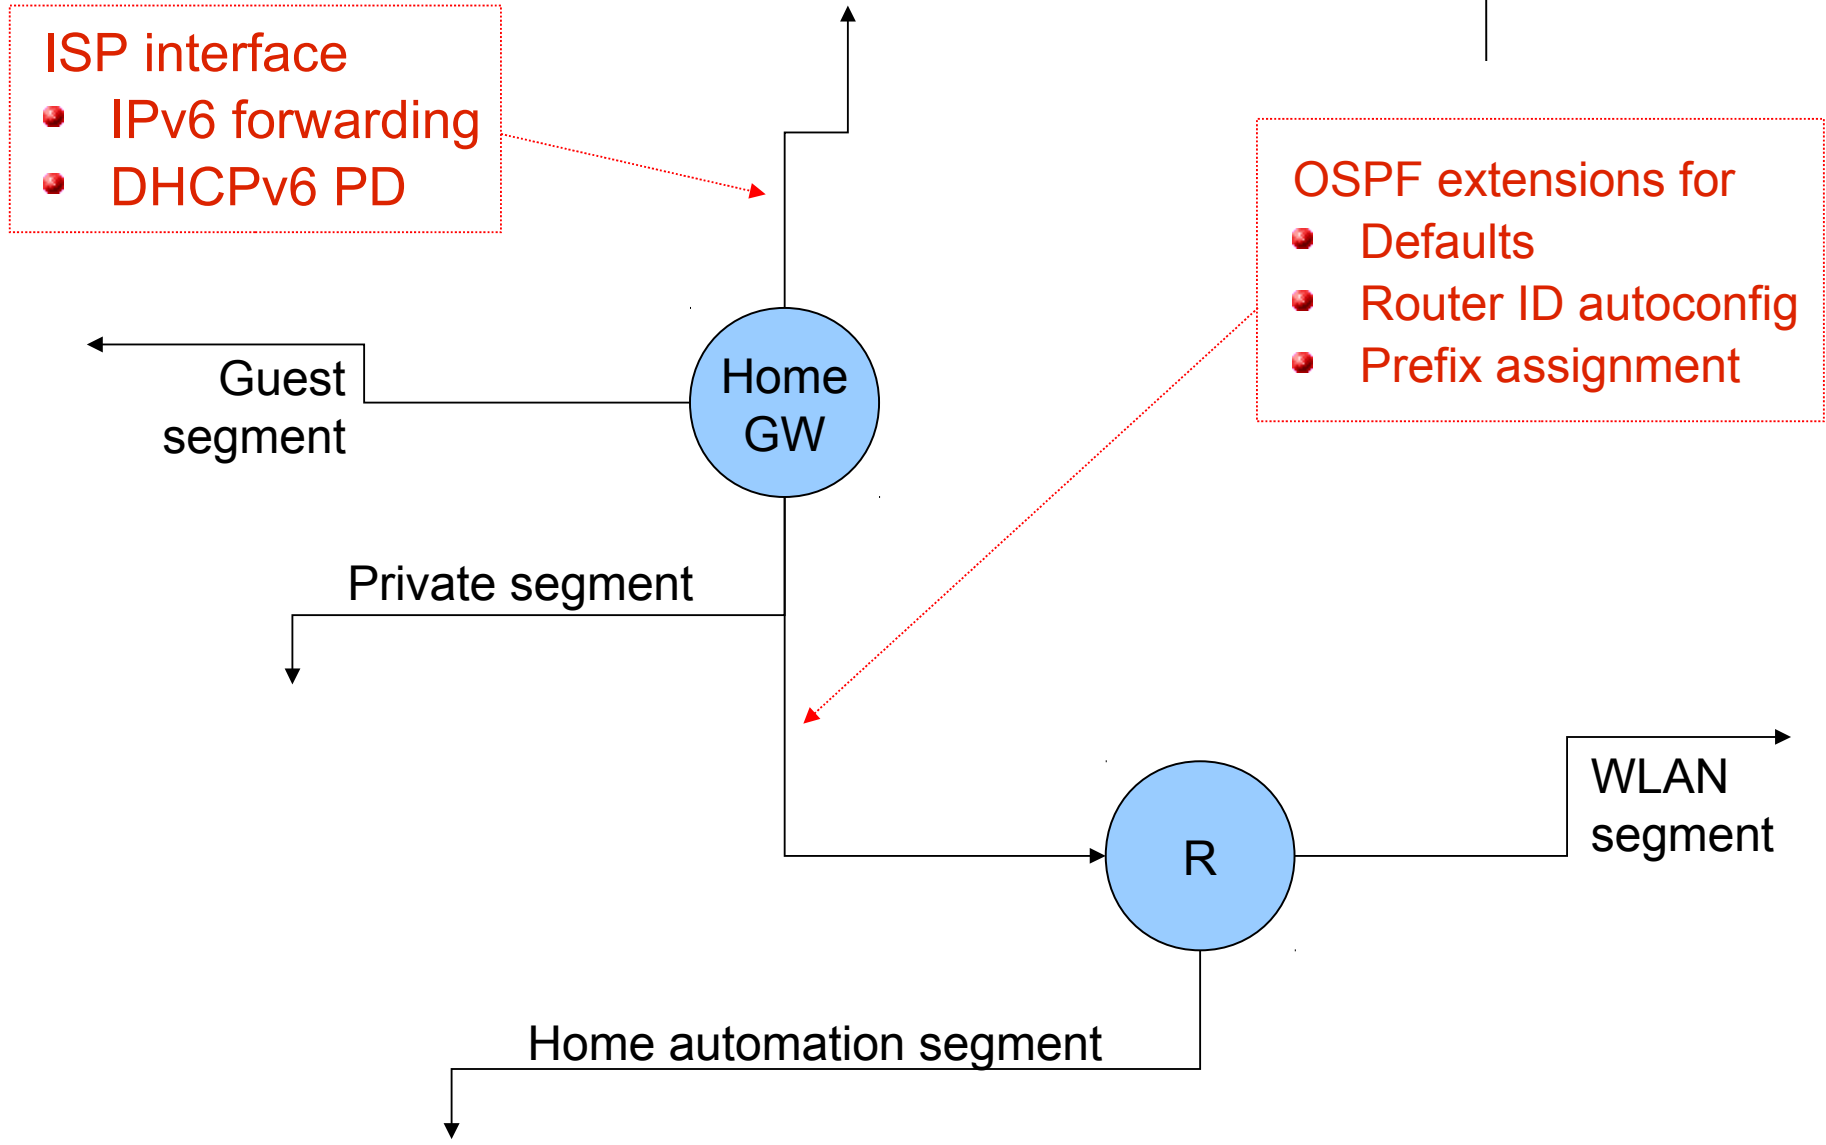 ISP interface
IPv6 forwarding
DHCPv6 PD
OSPF extensions for
Defaults
Router ID autoconfig
Prefix assignment
Guest
segment
Home
GW
Private segment
WLAN
segment
R
Home automation segment